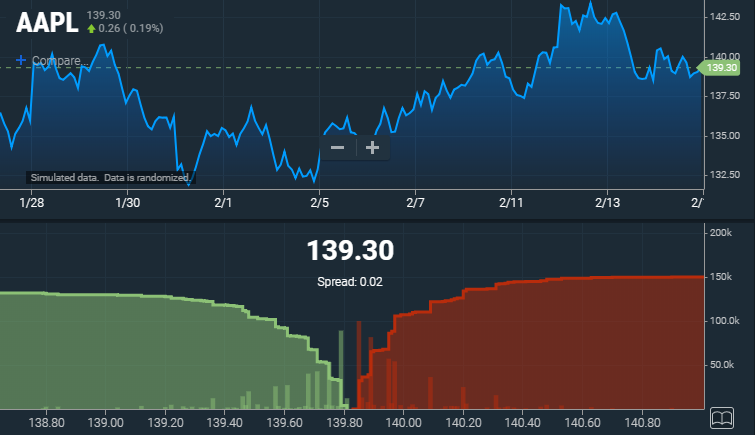 AAPL
139.30
0.26 ( 0.19%)
Compare...
142.50
140.00
139.30
137.50
135.00
132.50
Simulated data. Data is randomized.
1/28 1/30 2/1 2/5 2/7 2/11 2/13 2/
139.30
Spread: 0.02
200k
150k
100.0k
50.0k
138.80 139.00 139.20 139.40 139.60 139.80 140.00 140.20 140.40 140.60 140.80